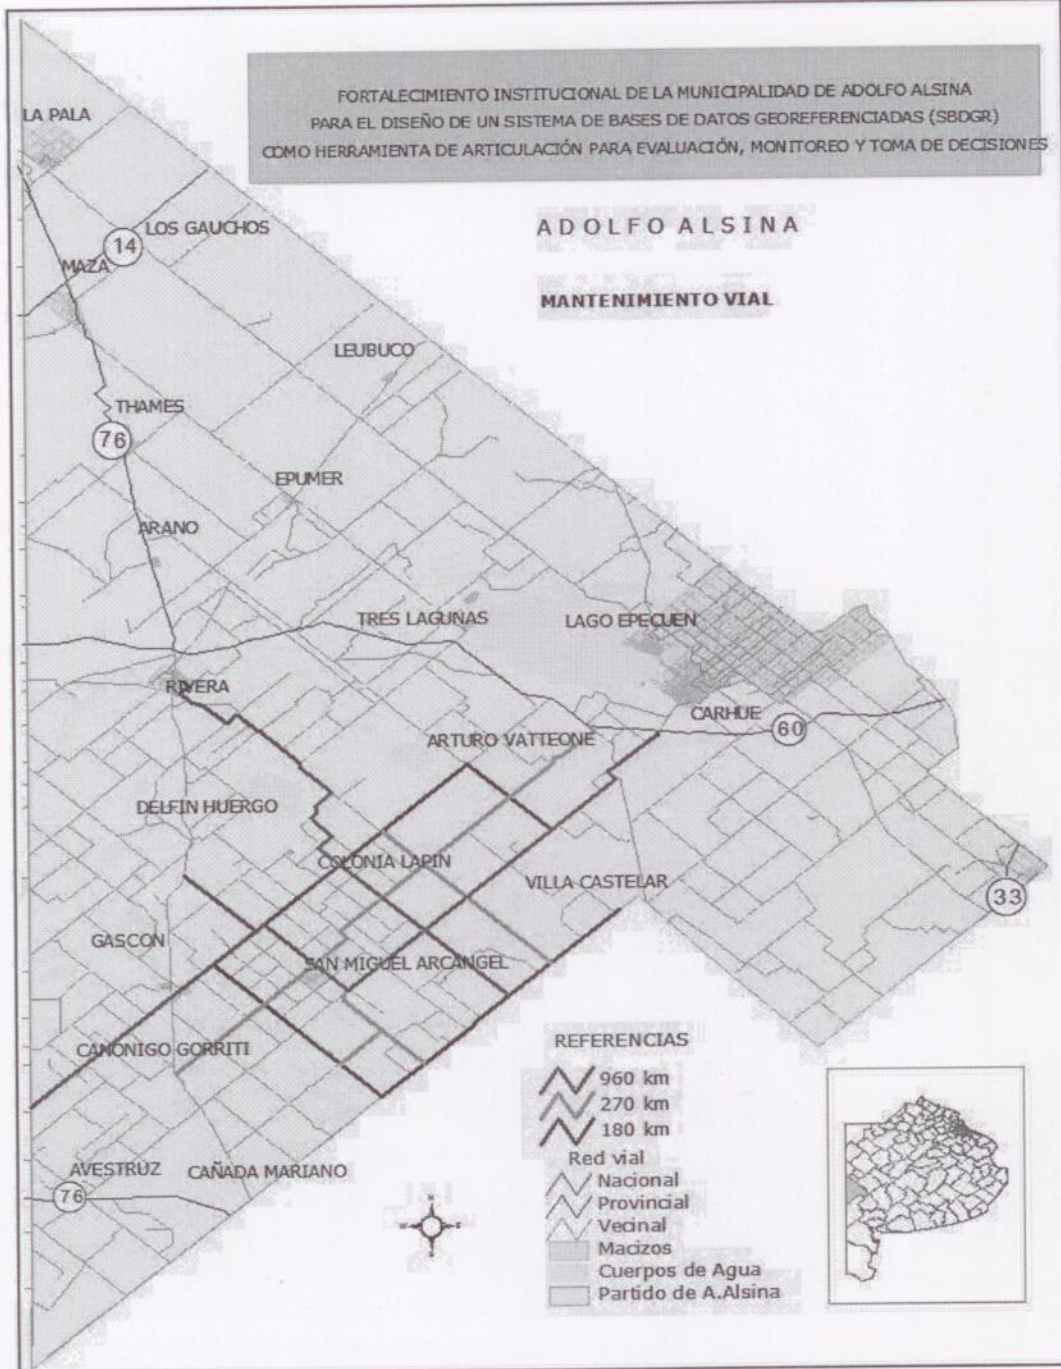 FORTALECIMIENTO INSTITUCIONAL DE LA MUNICIPALIDAD DE ADOLFO ALSINA
PARA EL DISEÑO DE UN SISTEMA DE BASES DE DATOS GEOREFERENCIADAS (SBDGR)
COMO HERRAMIENTA DE ARTICULACIÓN PARA EVALUACIÓN, MONITOREO Y TOMA DE DECISIONES
ADOLFO ALSINA
MANTENIMIENTO VIAL
LA PALA
LOS GAUCHOS
14
MAZA
LEUBUCO
THAMES
76
EPUMER
ARANO
TRES LAGUNAS
LAGO EPECUEN
RIVERA
CARHUE
60
ARTURO VATTEONE
DELFIN HUERGO
COLONIA LAPIN
VILLA CASTELAR
33
GASCON
SAN MIGUEL ARCANGEL
CANONIGO GORRITI
AVESTRUZ
CAÑADA MARIANO
76
REFERENCIAS
960 km
270 km
180 km
Red vial
Nacional
Provincial
Vecinal
Macizos
Cuerpos de Agua
Partido de A.Alsina
N
W
E
S